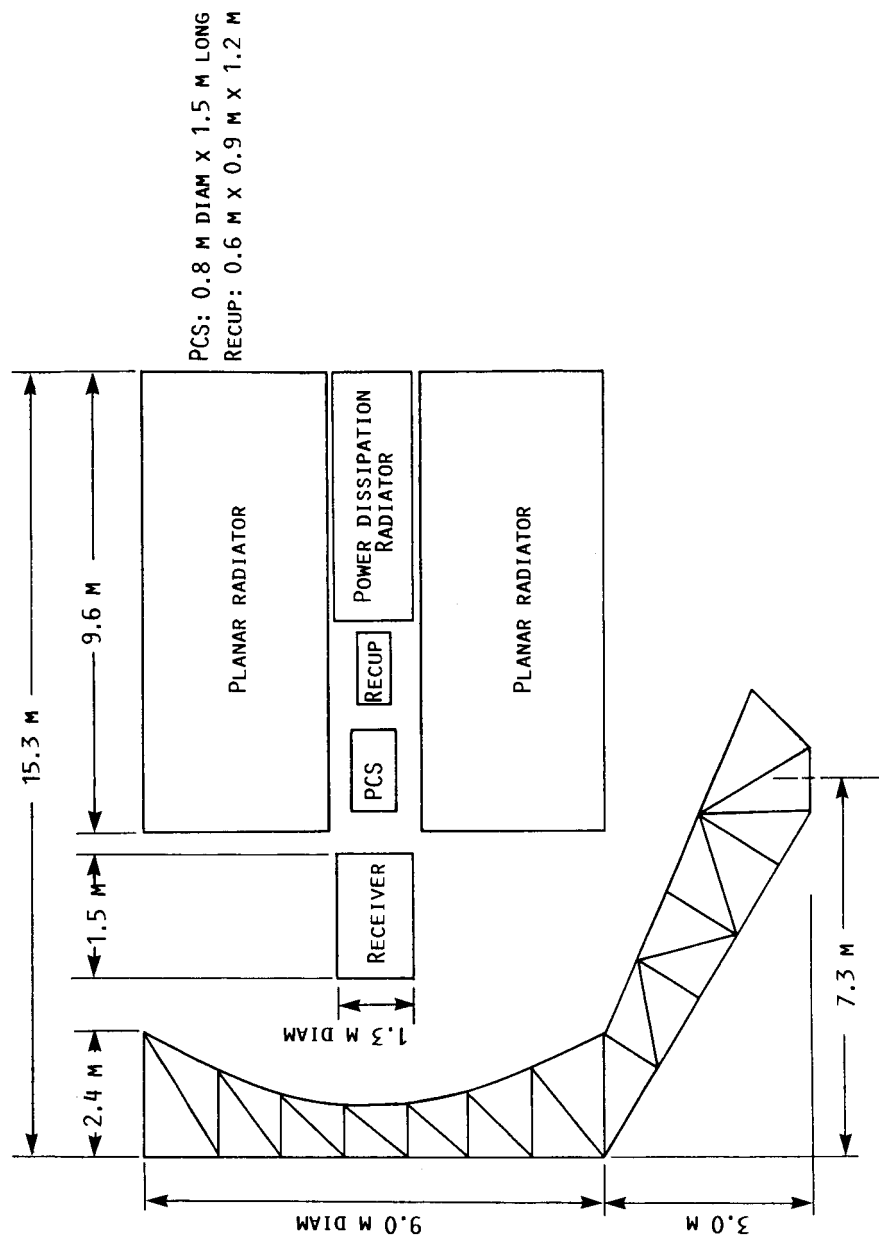 PCS: 0.8 M DIAM X 1.5 M LONG
RECUP: 0.6 M X 0.9 M X 1.2 M
15.3 M
9.6 M
1.5 M
2.4 M
PLANAR RADIATOR
POWER DISSIPATION
RADIATOR
RECUP
PCS
RECEIVER
PLANAR RADIATOR
1.3 M DIAM
9.0 M DIAM
3.0 M
7.3 M